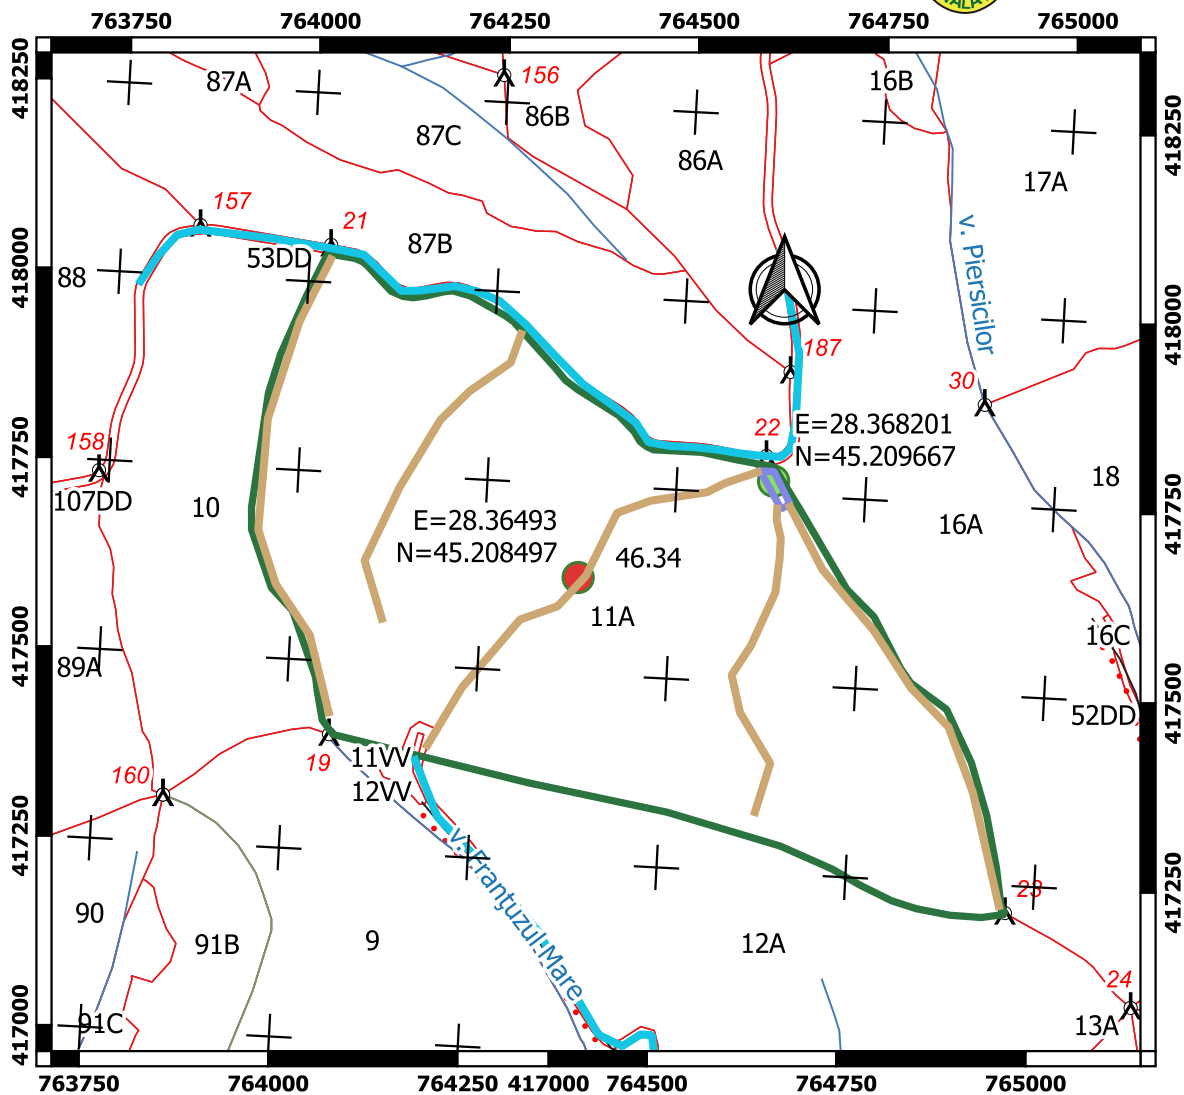 763750 764000 764250 764500 764750 765000
418250
418250
87A
156
86B
87C
86A
16B
17A
157
21
53DD
87B
88
418000
418000
v. Piersicilor
187
30
22
E=28.368201
N=45.209667
158
107DD
10
417750
417750
18
16A
E=28.36493
N=45.208497
46.34
11A
16C
89A
417500
417500
52DD
11VV
19
12VV
160
v. Franţuzul Mare
417250
417250
23
90
91B
9
12A
24
91C
13A
417000
763750 764000 764250 417000 764500 764750 765000